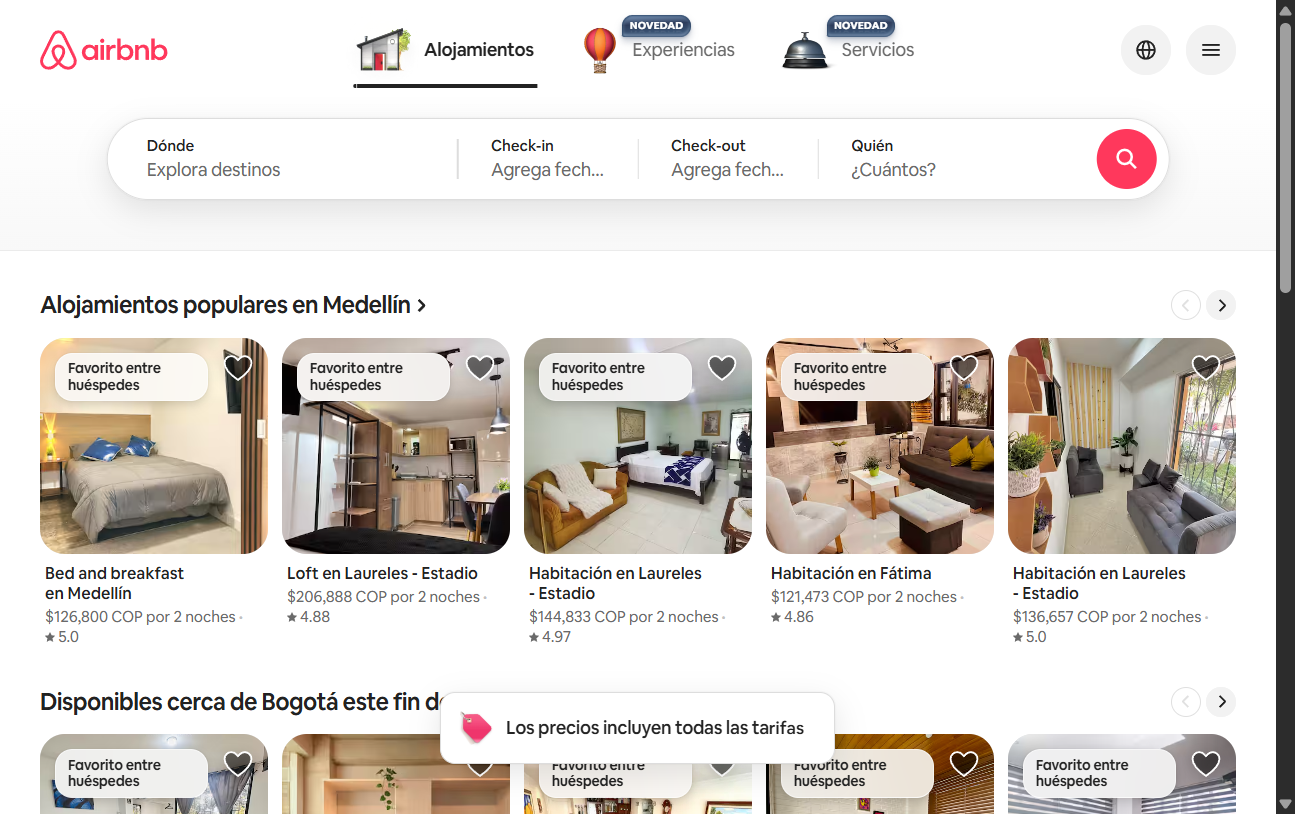 airbnb
Alojamientos
NOVEDAD
Experiencias
NOVEDAD
Servicios
Dónde
Explora destinos
Check-in
Agrega fech...
Check-out
Agrega fech...
Quién
¿Cuántos?
Alojamientos populares en Medellín
Favorito entre
huéspedes
Favorito entre
huéspedes
Favorito entre
huéspedes
Favorito entre
huéspedes
Bed and breakfast
en Medellín
$126,800 COP por 2 noches ·
5.0
Loft en Laureles - Estadio
$206,888 COP por 2 noches ·
4.88
Habitación en Laureles
- Estadio
$144,833 COP por 2 noches ·
4.97
Habitación en Fátima
$121,473 COP por 2 noches ·
4.86
Habitación en Laureles
- Estadio
$136,657 COP por 2 noches ·
5.0
Disponibles cerca de Bogotá este fin
Los precios incluyen todas las tarifas
Favorito entre
huéspedes
Favorito entre
huéspedes
Favorito entre
huéspedes
Favorito entre
huéspedes